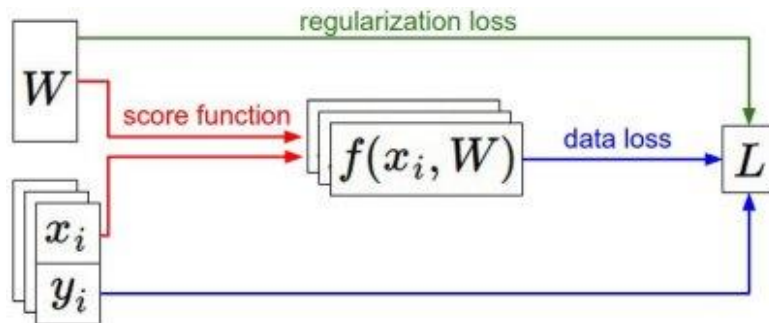 regularization loss
W
score function
f(x_i, W)
data loss
L
x_i
y_i